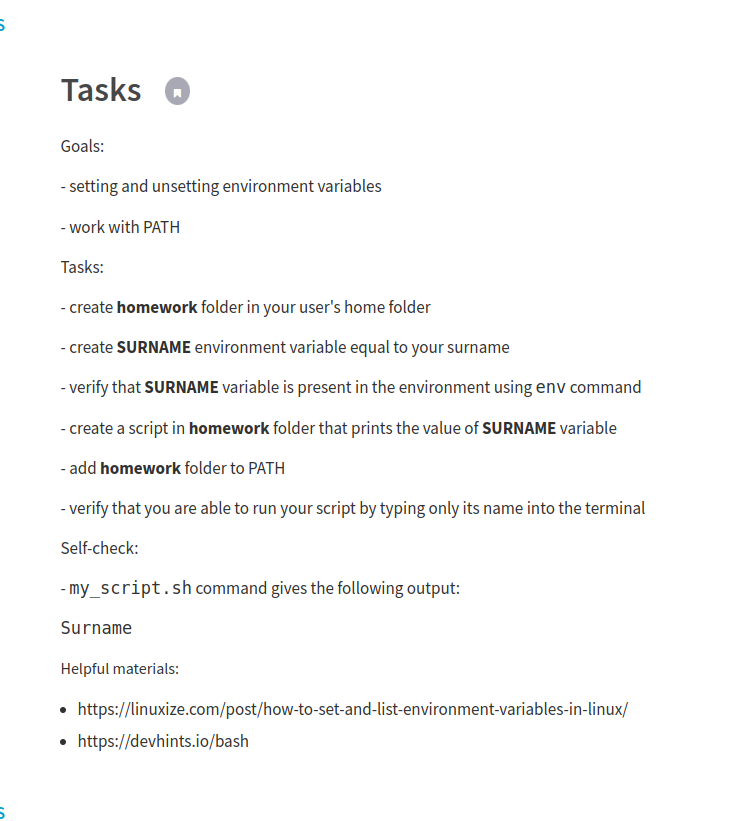 s
Tasks
Goals:
- setting and unsetting environment variables
- work with PATH
Tasks:
- create homework folder in your user's home folder
- create SURNAME environment variable equal to your surname
- verify that SURNAME variable is present in the environment using env command
- create a script in homework folder that prints the value of SURNAME variable
- add homework folder to PATH
- verify that you are able to run your script by typing only its name into the terminal
Self-check:
- my_script.sh command gives the following output:
Surname
Helpful materials:
• https://linuxize.com/post/how-to-set-and-list-environment-variables-in-linux/
• https://devhints.io/bash
s